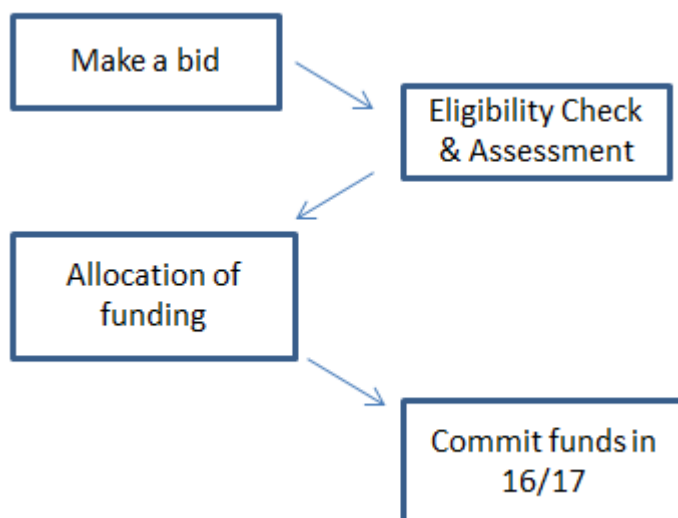 Make a bid
Eligibility Check
& Assessment
Allocation of
funding
Commit funds in
16/17